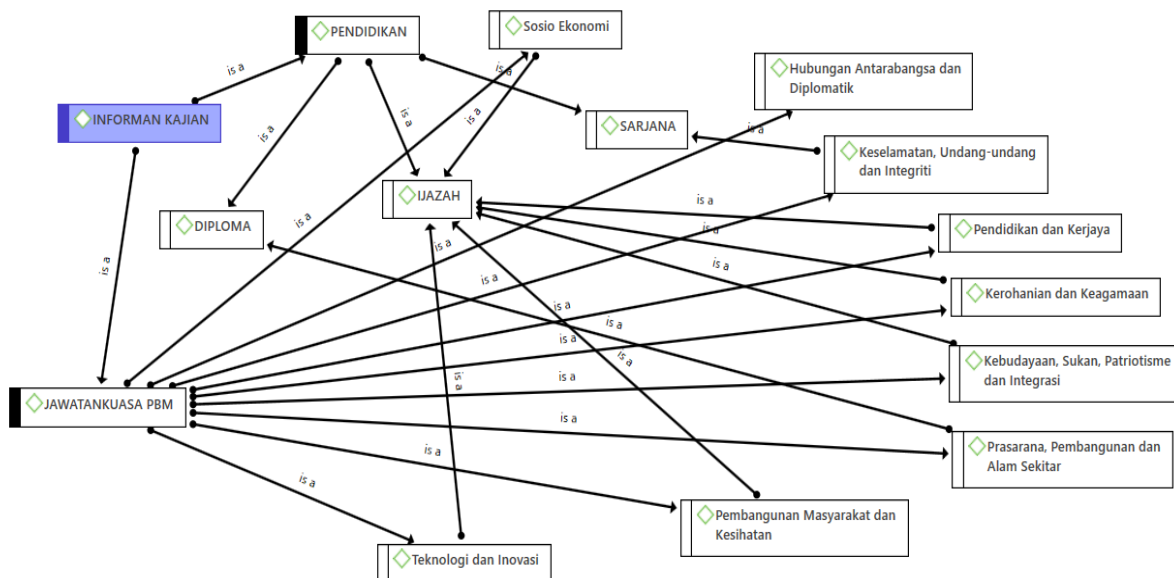 PENDIDIKAN
Sosio Ekonomi
is a
is a
Hubungan Antarabangsa dan
Diplomatik
INFORMAN KAJIAN
is a
is a
is a
SARJANA
is a
Keselamatan, Undang-undang
dan Integriti
IJAZAH
is a
DIPLOMA
is a
is a
Pendidikan dan Kerjaya
is a
is a
is a
is a
Kerohanian dan Keagamaan
is a
is a
is a
is a
Kebudayaan, Sukan, Patriotisme
dan Integrasi
is a
is a
JAWATANKUASA PBM
is a
Prasarana, Pembangunan dan
Alam Sekitar
is a
is a
Pembangunan Masyarakat dan
Kesihatan
Teknologi dan Inovasi